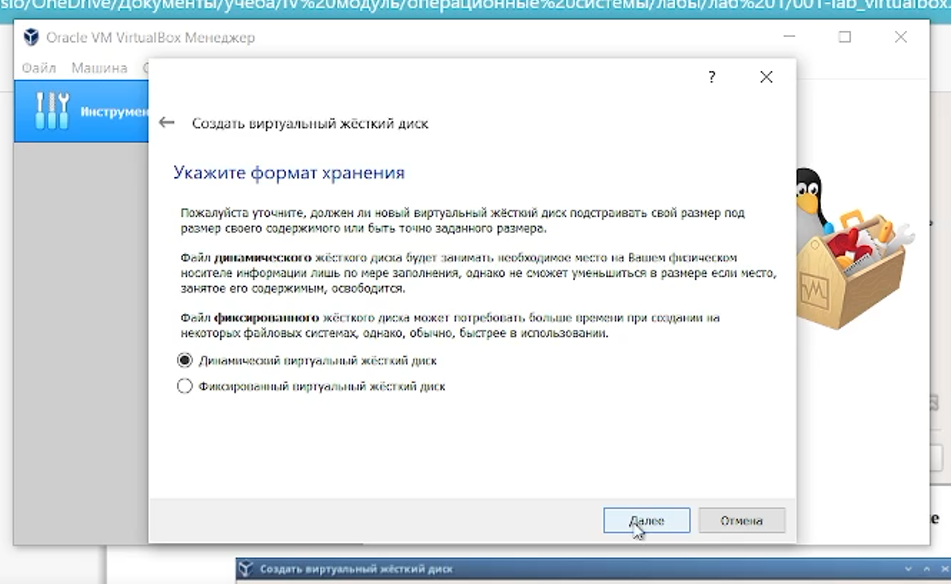 sio/OneDrive/Документы/учеба/IV%20модуль/операционные%20системы/лабы/лаб%201/001-lab_virtualbox.
Oracle VM VirtualBox Менеджер
Файл Машина
Инструмен
?
Создать виртуальный жёсткий диск
Укажите формат хранения
Пожалуйста уточните, должен ли новый виртуальный жёсткий диск подстраивать свой размер под
размер своего содержимого или быть точно заданного размера.
Файл динамического жёсткого диска будет занимать необходимое место на Вашем физическом
носителе информации лишь по мере заполнения, однако не сможет уменьшиться в размере если место,
занятое его содержимым, освободится.
Файл фиксированного жёсткого диска может потребовать больше времени при создании на
некоторых файловых системах, однако, обычно, быстрее в использовании.
Динамический виртуальный жёсткий диск
Фиксированный виртуальный жёсткий диск
Далее Отмена
е
Создать виртуальный жёсткий диск